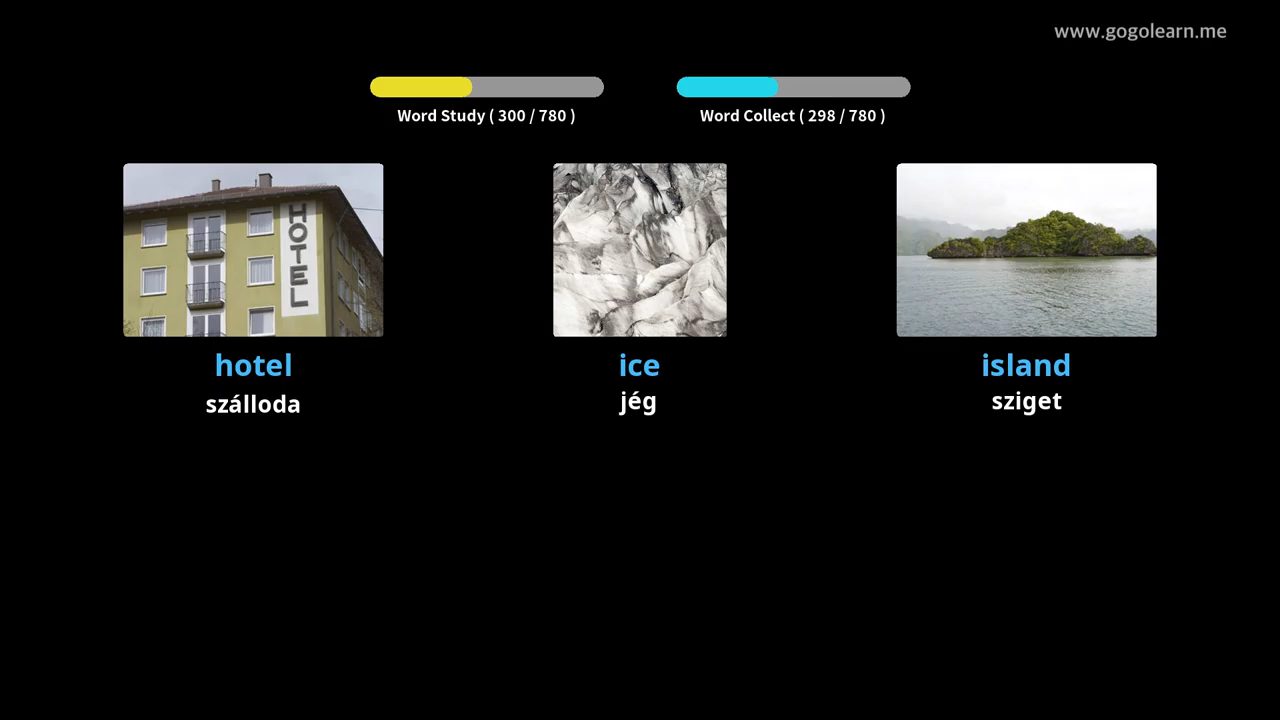 www.gogolearn.me
Word Study ( 300 / 780 )
Word Collect ( 298 / 780 )
HOTEL
hotel
ice
island
szálloda
jég
sziget